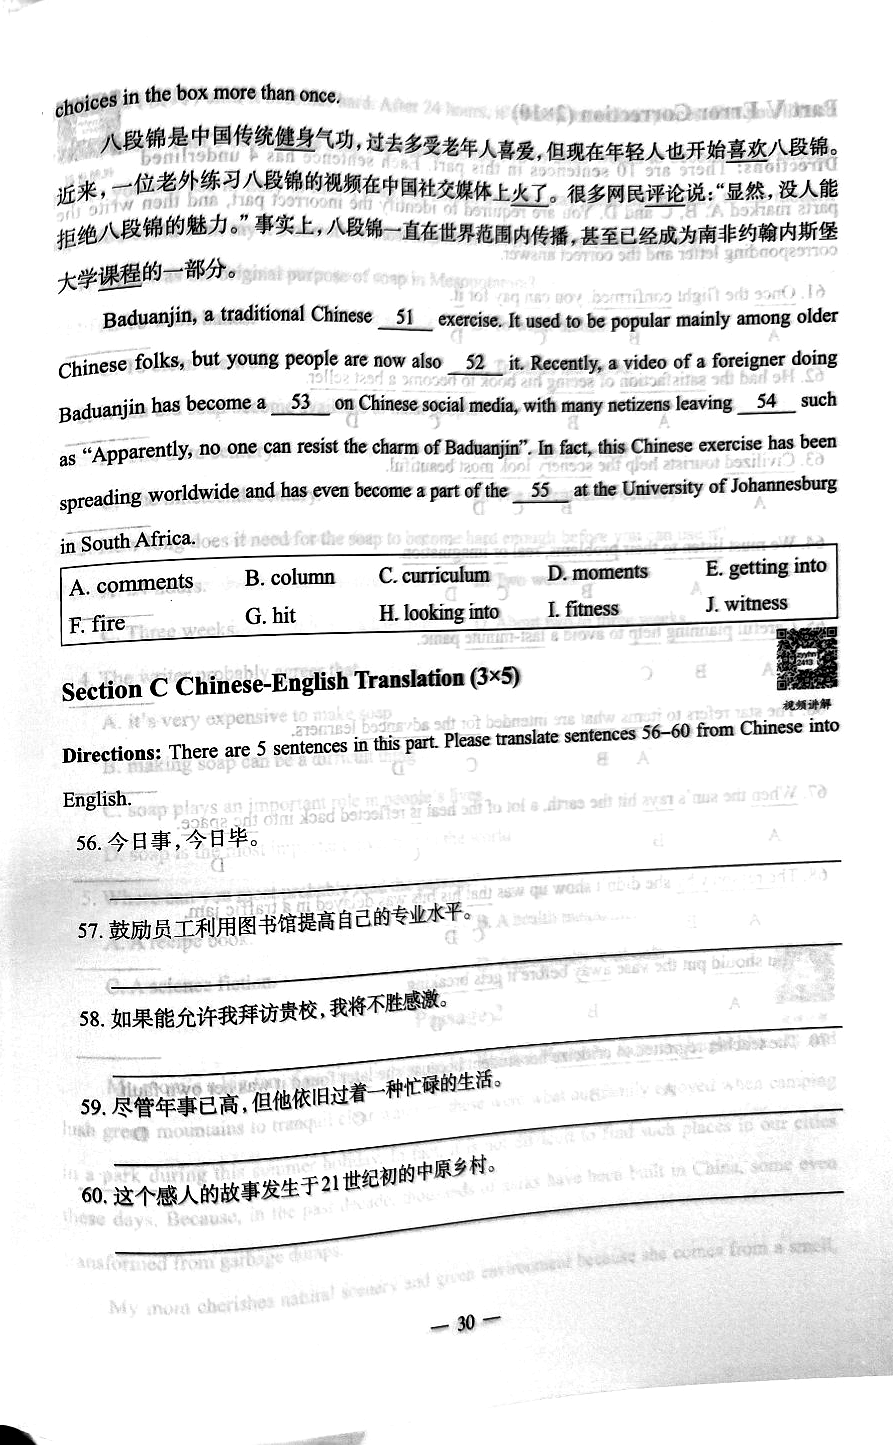 choices in the box more than once.
八段锦是中国传统健身气功，过去多受老年人喜爱，但现在年轻人也开始喜欢八段锦。
近来，一位老外练习八段锦的视频在中国社交媒体上火了。很多网民评论说：“显然，没人能
拒绝八段锦的魅力。”事实上，八段锦一直在世界范围内传播，甚至已经成为南非约翰内斯堡
大学课程的一部分。
Baduanjin, a traditional Chinese 51 exercise. It used to be popular mainly among older
Chinese folks, but young people are now also 52 it. Recently, a video of a foreigner doing
Baduanjin has become a 53 on Chinese social media, with many netizens leaving 54 such
as “Apparently, no one can resist the charm of Baduanjin”. In fact, this Chinese exercise has been
spreading worldwide and has even become a part of the 55 at the University of Johannesburg
in South Africa.
A. comments B. column C. curriculum D. moments E. getting into
F. fire G. hit H. looking into I. fitness J. witness
zyyhn
2413
视频讲解
Section C Chinese-English Translation (3×5)
Directions: There are 5 sentences in this part. Please translate sentences 56–60 from Chinese into
English.
56. 今日事，今日毕。
57. 鼓励员工利用图书馆提高自己的专业水平。
58. 如果能允许我拜访贵校，我将不胜感激。
59. 尽管年事已高，但他依旧过着一种忙碌的生活。
60. 这个感人的故事发生于21世纪初的中原乡村。
— 30 —